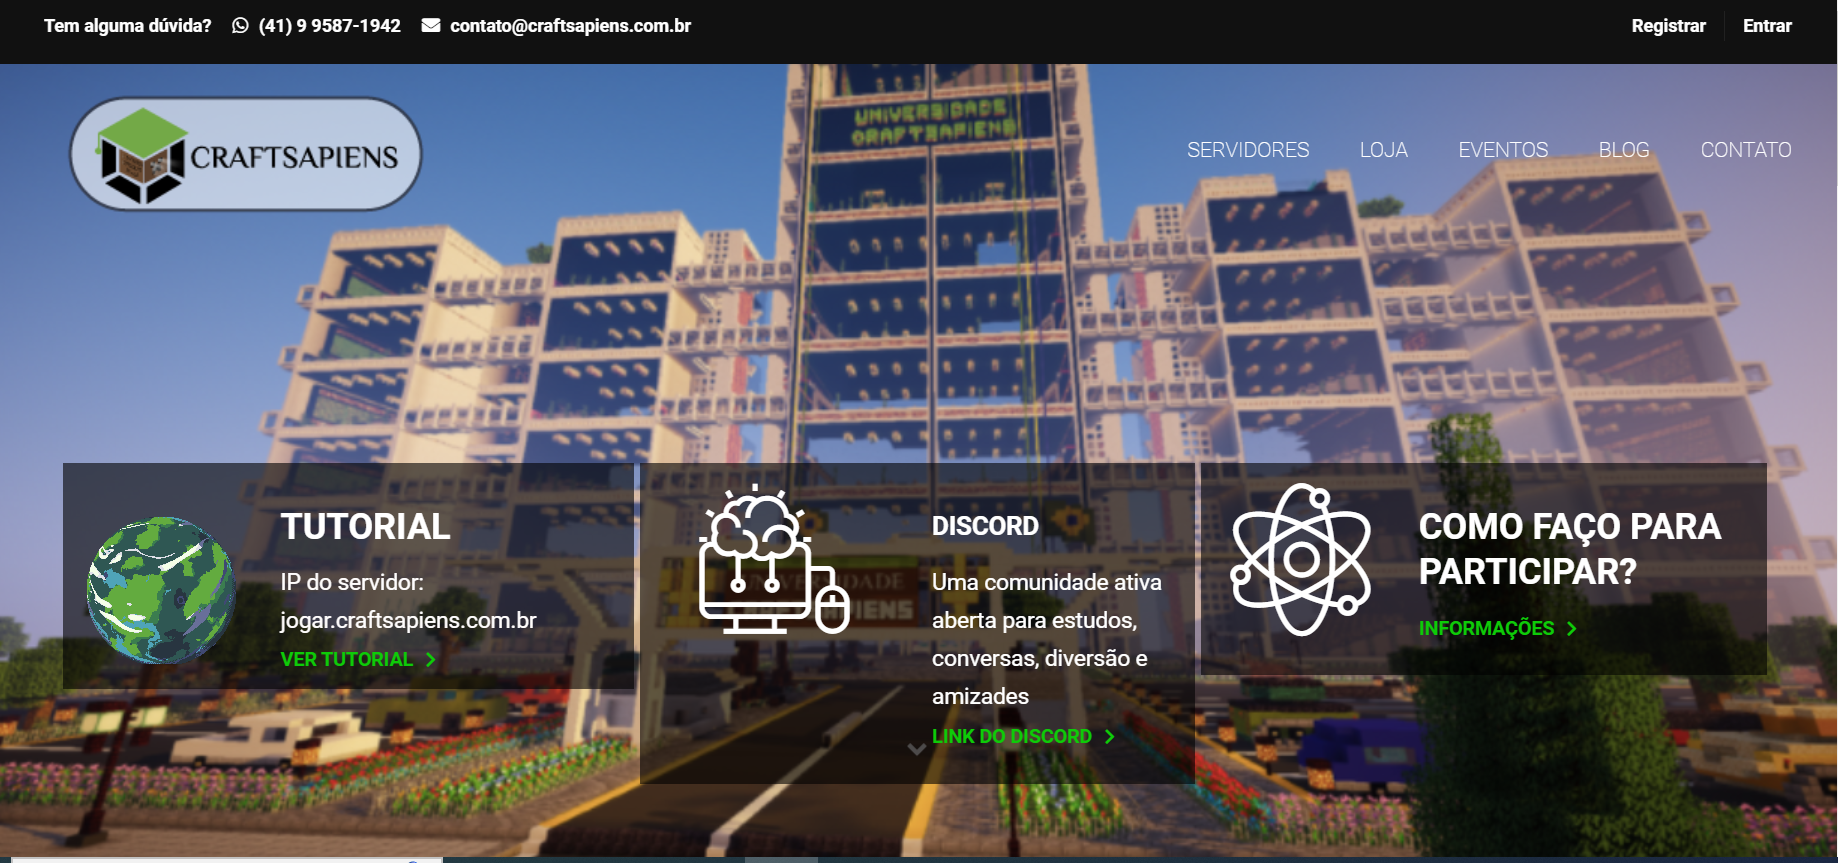 Tem alguma dúvida? (41) 9 9587-1942 contato@craftsapiens.com.br
Registrar Entrar
CRAFTSAPIENS
SERVIDORES LOJA EVENTOS BLOG CONTATO
UNIVERSIDADE
CRAFTSAPIENS
TUTORIAL
IP do servidor:
jogar.craftsapiens.com.br
VER TUTORIAL
DISCORD
Uma comunidade ativa
aberta para estudos,
conversas, diversão e
amizades
LINK DO DISCORD
COMO FAÇO PARA
PARTICIPAR?
INFORMAÇÕES